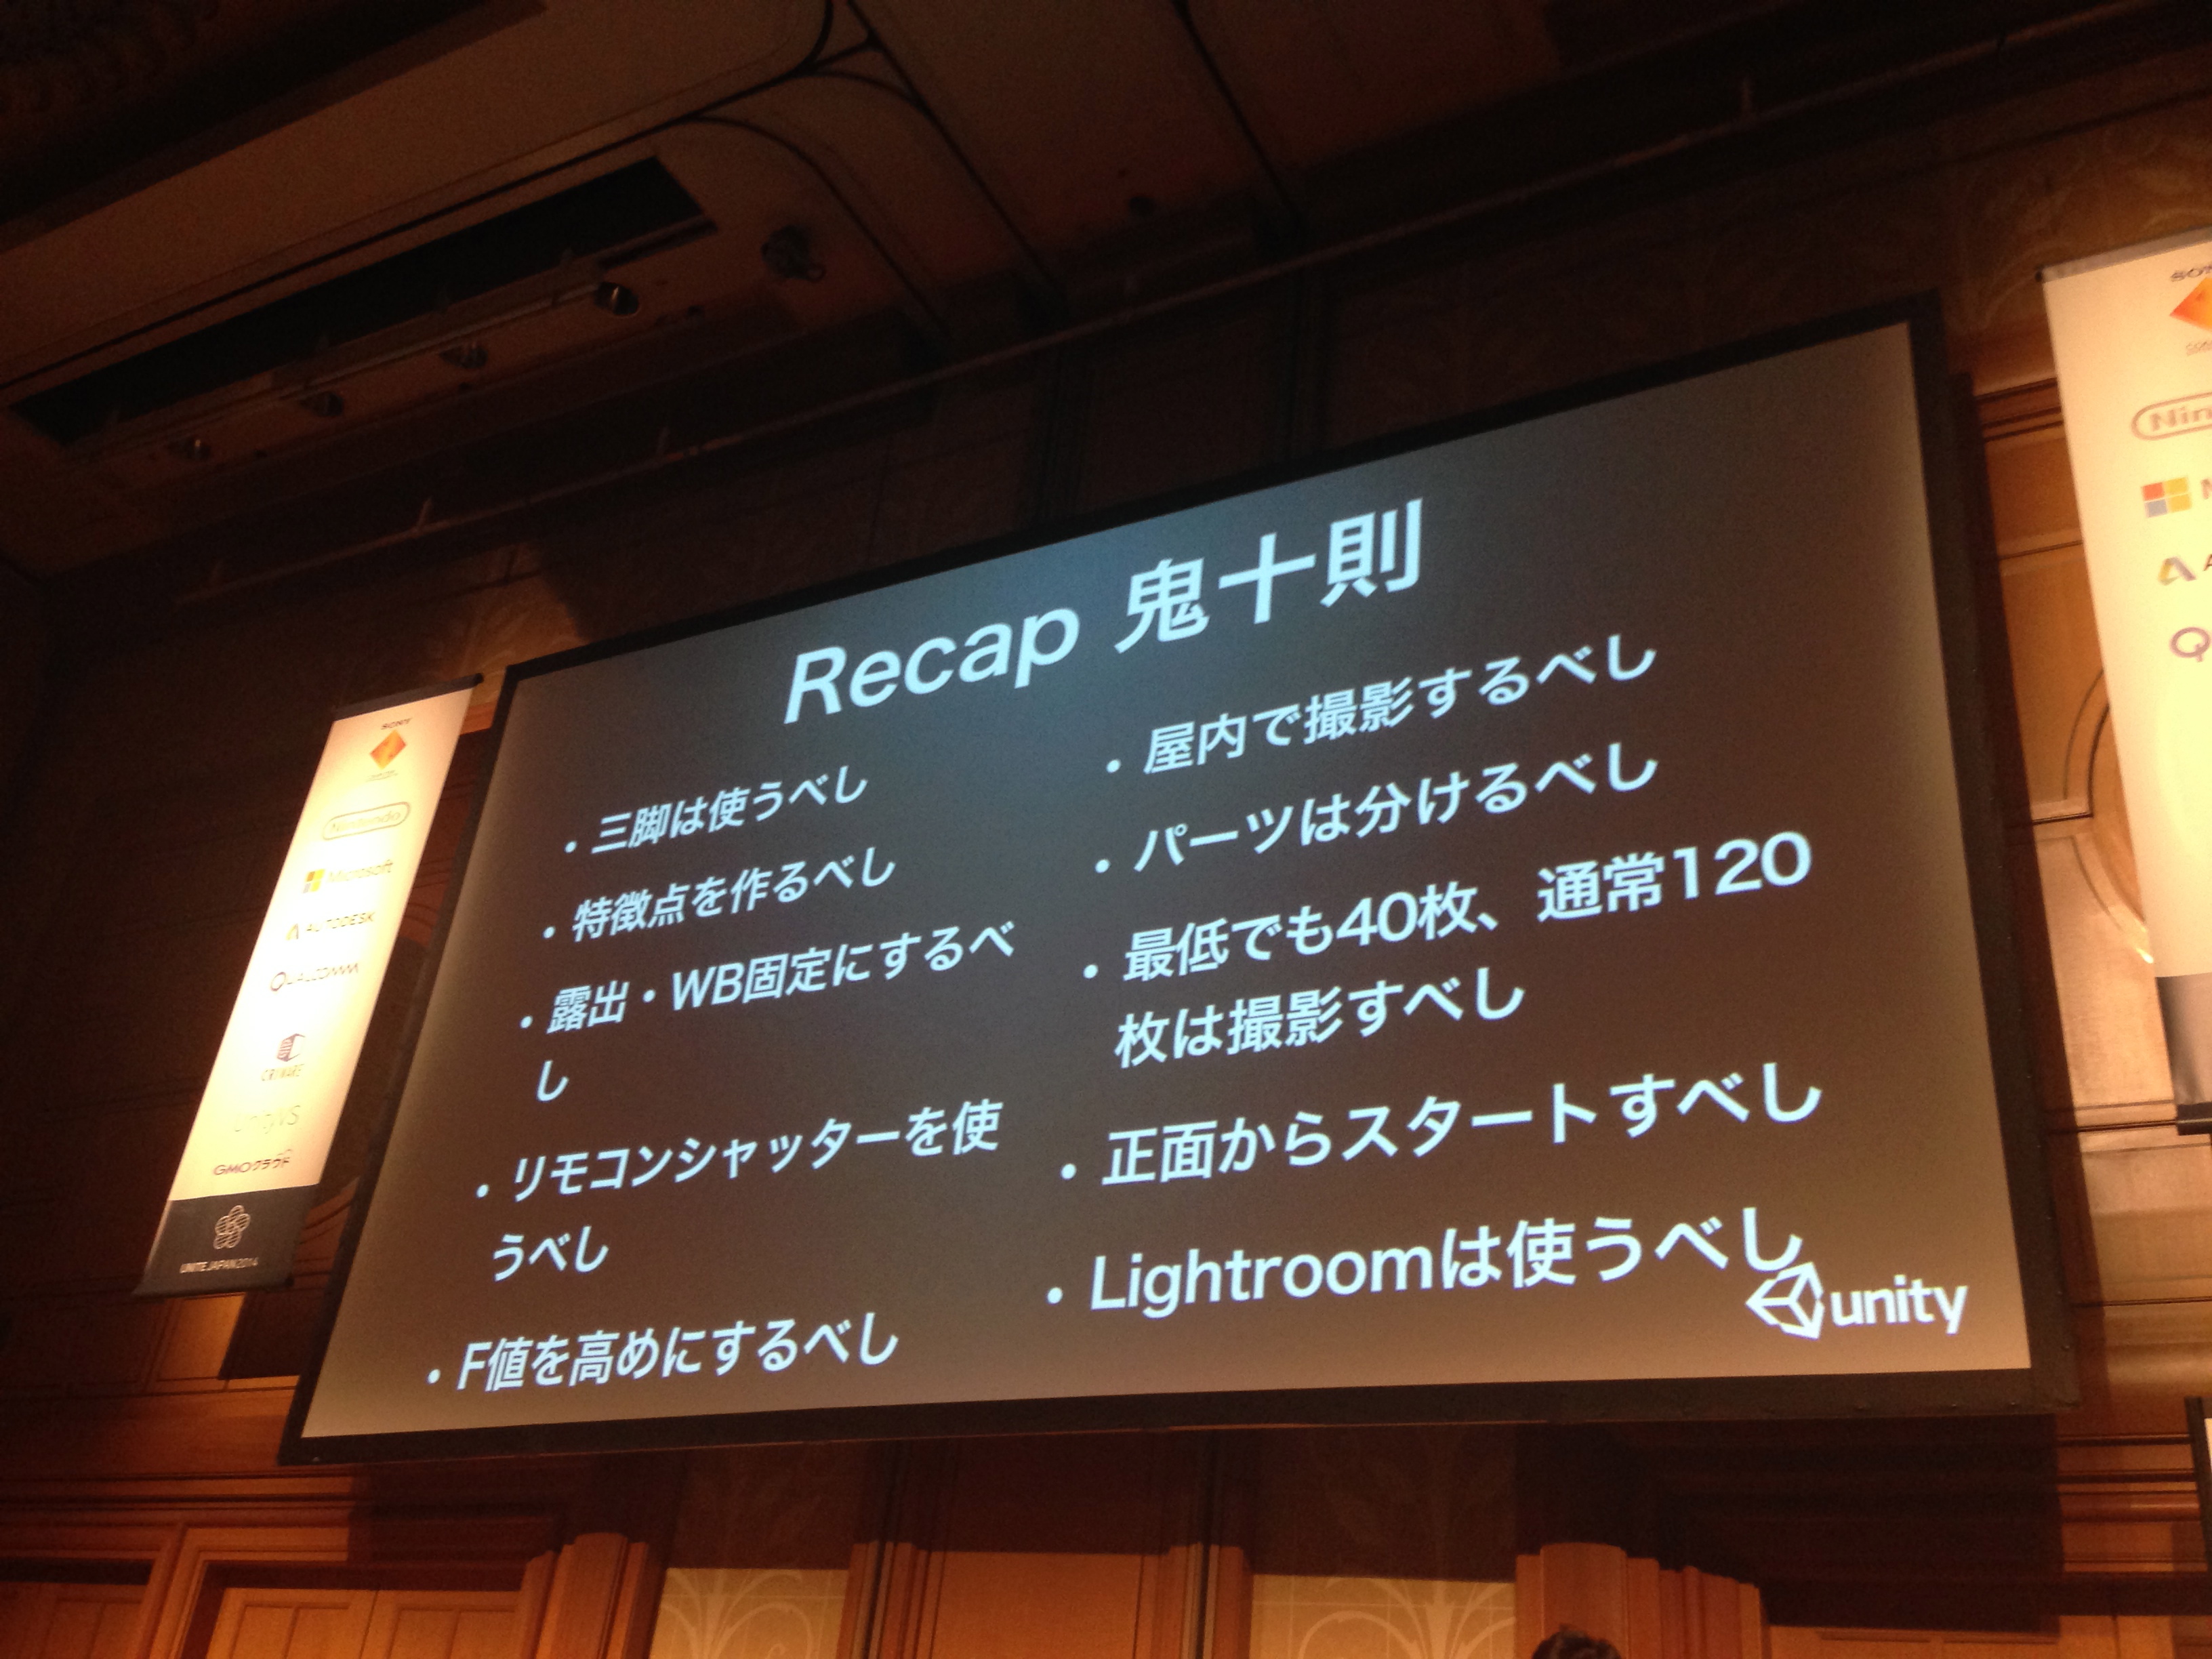 Recap 鬼十則
・三脚は使うべし
・特徴点を作るべし
・露出・WB固定にするべ
し
・リモコンシャッターを使
うべし
・F値を高めにするべし
・屋内で撮影するべし
・パーツは分けるべし
・最低でも40枚、通常120
枚は撮影すべし
・正面からスタートすべし
・Lightroomは使うべし
unity
SONY
Nintendo
Microsoft
AUTODESK
QUALCOMM
CRIWARE
GMOクラウド
UNITE JAPAN 2014